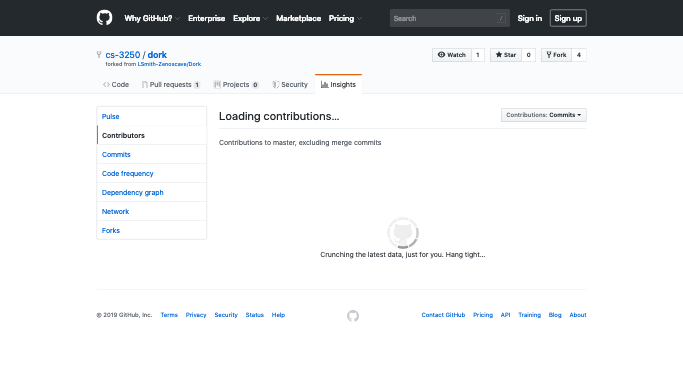 Why GitHub? Enterprise Explore Marketplace Pricing Search / Sign in Sign up
cs-3250 / dork Watch 1 Star 0 Fork 4
forked from LSmith-Zenoscave/Dork
Code Pull requests 1 Projects 0 Security Insights
Pulse
Contributors
Commits
Code frequency
Dependency graph
Network
Forks
Loading contributions… Contributions: Commits
Contributions to master, excluding merge commits
Crunching the latest data, just for you. Hang tight…
© 2019 GitHub, Inc. Terms Privacy Security Status Help Contact GitHub Pricing API Training Blog About